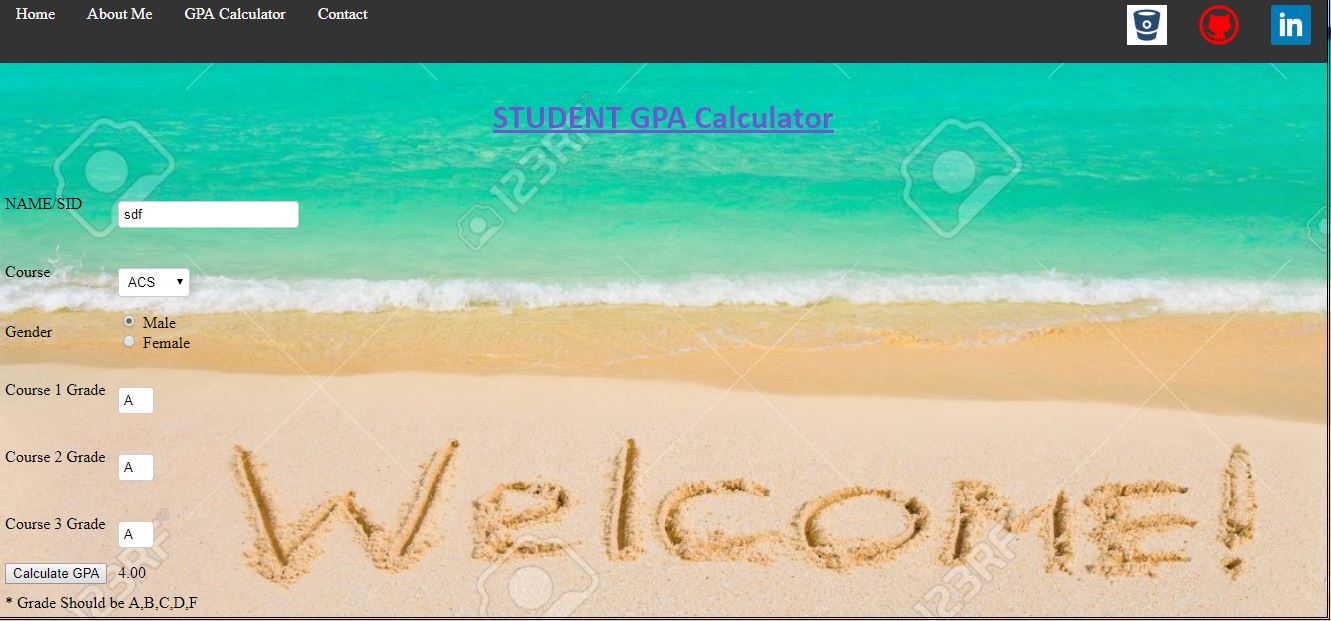 Home About Me GPA Calculator Contact in
STUDENT GPA Calculator
NAME/SID sdf
Course ACS
Gender Male
Female
Course 1 Grade A
Course 2 Grade A
Course 3 Grade A
Welcome!
Calculate GPA 4.00
* Grade Should be A,B,C,D,F
123RF
123RF
123RF